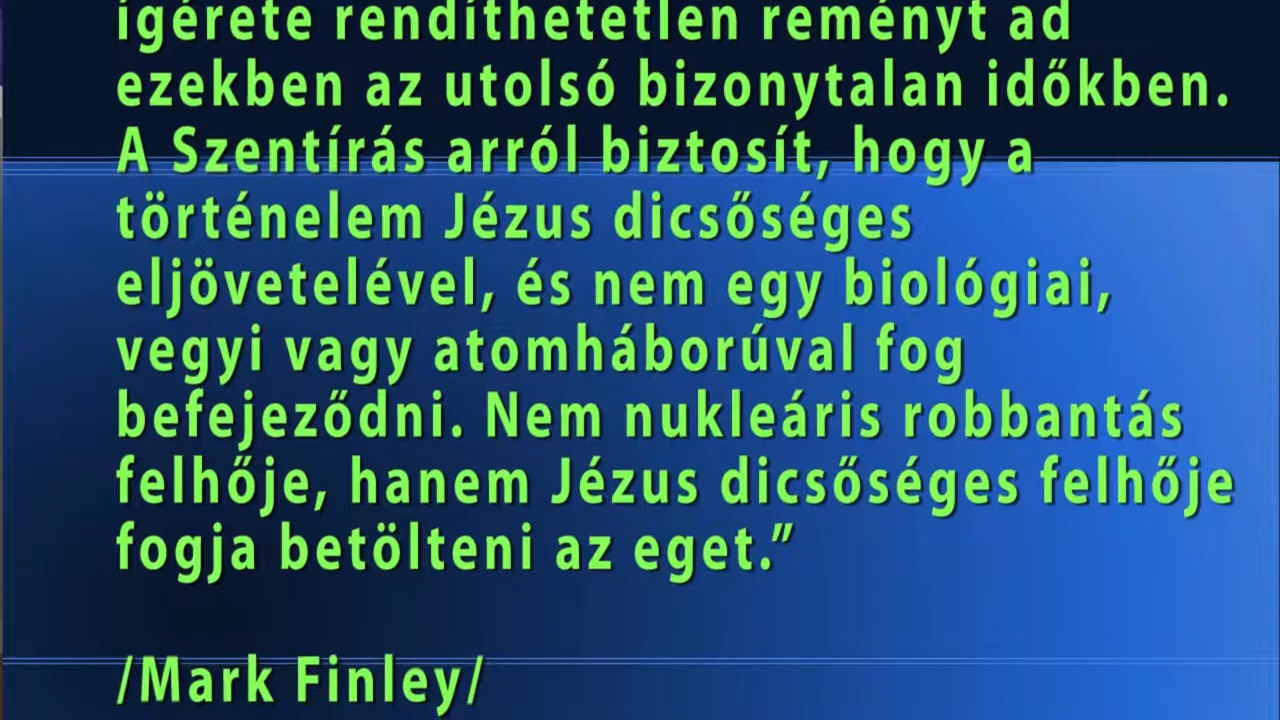 ígérete rendíthetetlen reményt ad
ezekben az utolsó bizonytalan időkben.
A Szentírás arról biztosít, hogy a
történelem Jézus dicsőséges
eljövetelével, és nem egy biológiai,
vegyi vagy atomháborúval fog
befejeződni. Nem nukleáris robbantás
felhője, hanem Jézus dicsőséges felhője
fogja betölteni az eget.”
/Mark Finley/